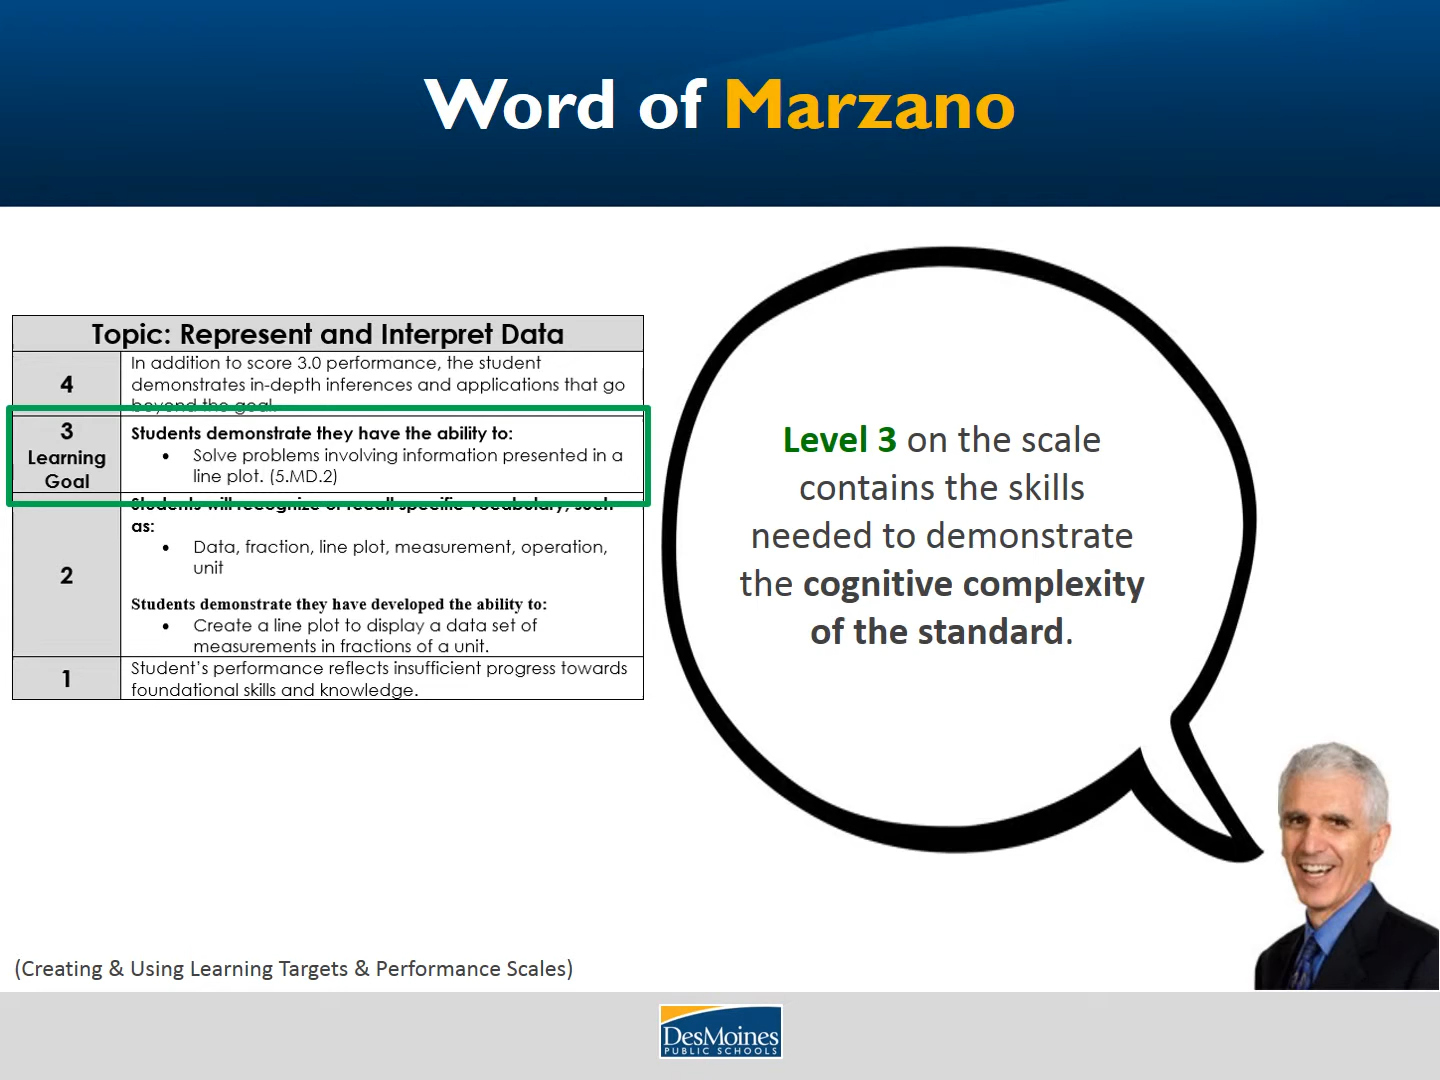 Word of Marzano
Topic: Represent and Interpret Data
4
In addition to score 3.0 performance, the student
demonstrates in-depth inferences and applications that go
beyond the goal.
3
Learning
Goal
Students demonstrate they have the ability to:
• Solve problems involving information presented in a
line plot. (5.MD.2)
2
Students will recognize or recall specific vocabulary, such
as:
• Data, fraction, line plot, measurement, operation,
unit
Students demonstrate they have developed the ability to:
• Create a line plot to display a data set of
measurements in fractions of a unit.
1
Student’s performance reflects insufficient progress towards
foundational skills and knowledge.
Level 3 on the scale
contains the skills
needed to demonstrate
the cognitive complexity
of the standard.
(Creating & Using Learning Targets & Performance Scales)
DesMoines
PUBLIC SCHOOLS